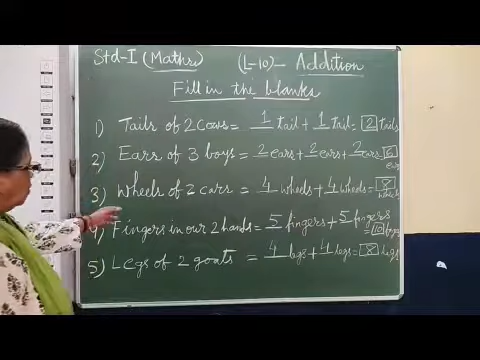 Std-I (Maths) (L-10)- Addition
Fill in the blanks
1) Tails of 2 Cows = 1 tail + 1 tail = 2 tails
2) Ears of 3 boys = 2 ears + 2 ears + 2 ears 6 ears
3) Wheels of 2 cars = 4 wheels + 4 wheels = 8 wheels
4) Fingers in our 2 hands = 5 fingers + 5 fingers
= 10 fingers
5) Legs of 2 goats = 4 legs + 4 legs = 8 legs